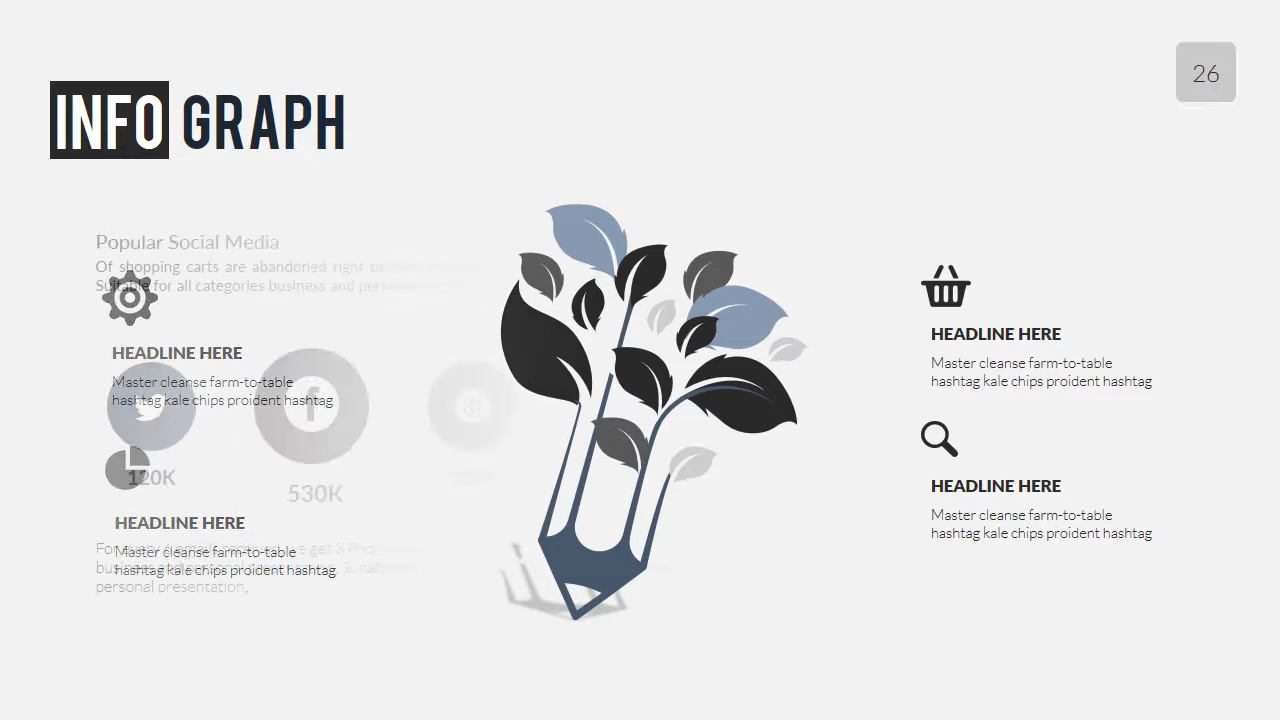 INFO GRAPH
26
Popular Social Media
Of shopping carts are abandoned right
Suitable for all categories business and
HEADLINE HERE
Master cleanse farm-to-table
hashtag kale chips proident hashtag
120K
530K
HEADLINE HERE
Master cleanse farm-to-table
hashtag kale chips proident hashtag
personal presentation,
HEADLINE HERE
Master cleanse farm-to-table
hashtag kale chips proident hashtag
HEADLINE HERE
Master cleanse farm-to-table
hashtag kale chips proident hashtag